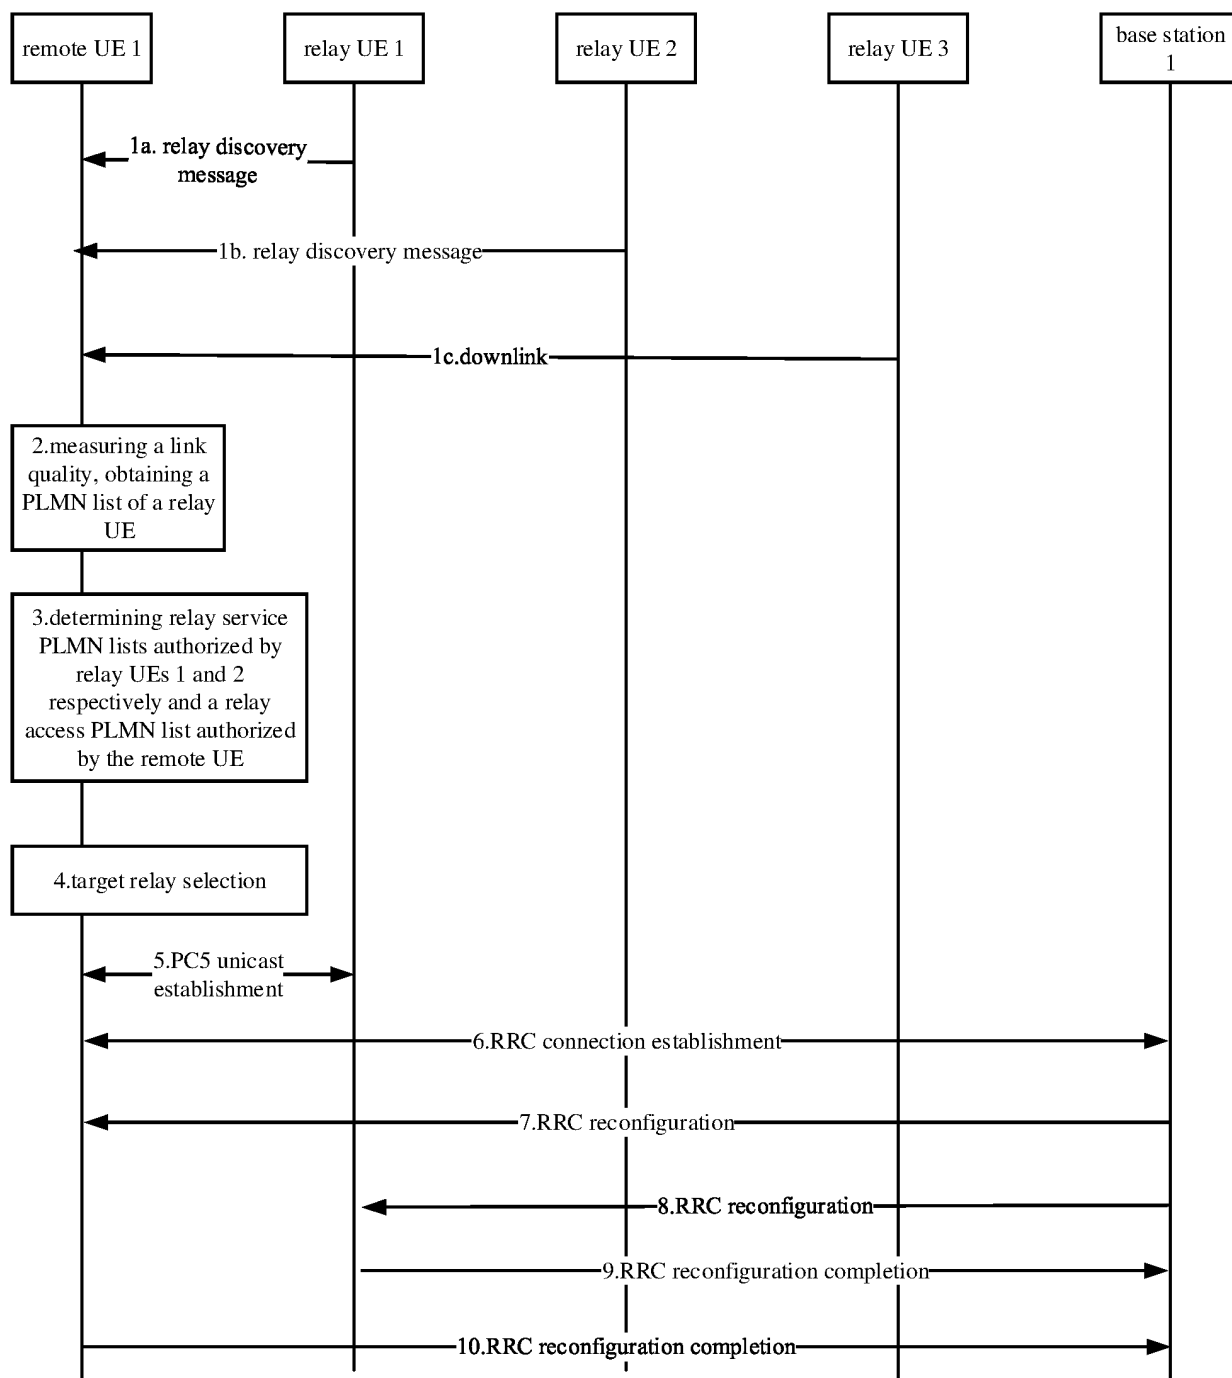 remote UE 1
relay UE 1
relay UE 2
relay UE 3
base station
1
1a. relay discovery
message
1b. relay discovery message
1c.downlink
2.measuring a link
quality, obtaining a
PLMN list of a relay
UE
3.determining relay service
PLMN lists authorized by
relay UEs 1 and 2
respectively and a relay
access PLMN list authorized
by the remote UE
4.target relay selection
5.PC5 unicast
establishment
6.RRC connection establishment
7.RRC reconfiguration
8.RRC reconfiguration
9.RRC reconfiguration completion
10.RRC reconfiguration completion